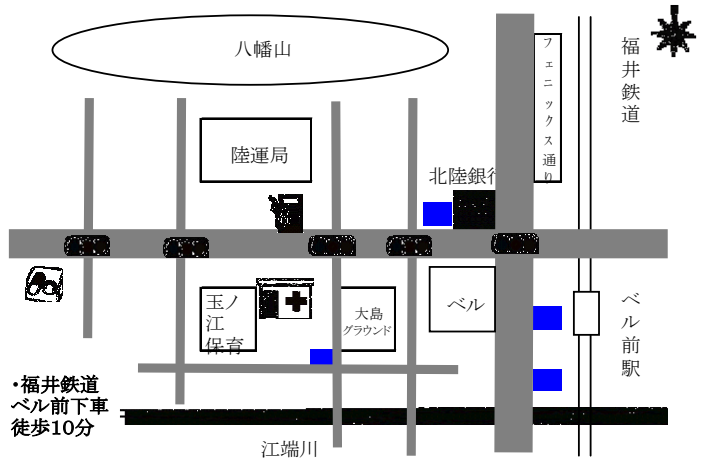 八幡山
フェニックス通り
福井鉄道
陸運局
北陸銀行
玉ノ
江
保育
大島
グラウンド
ベル
ベル前駅
・福井鉄道
ベル前下車
徒歩10分
江端川